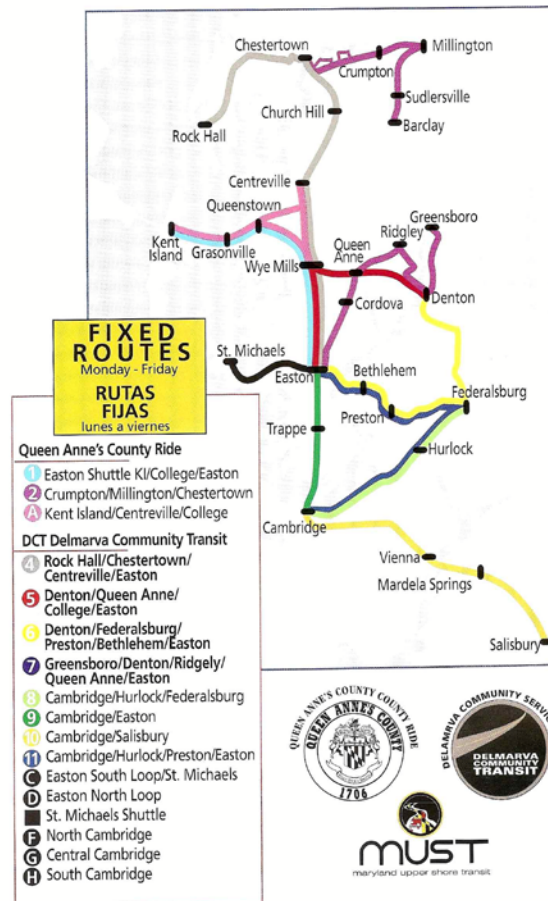 Chestertown
Millington
Crumpton
Sudlersville
Church Hill
Barclay
Rock Hall
Centreville
Queenstown
Greensboro
Ridgley
Queen
Anne
Kent
Island
Grasonville
Wye Mills
Denton
Cordova
St. Michaels
Bethlehem
Easton
Federalsburg
Preston
Trappe
Hurlock
Cambridge
Vienna
Mardela Springs
Salisbury
FIXED
ROUTES
Monday - Friday
RUTAS
FIJAS
lunes a viernes
Queen Anne's County Ride
1 Easton Shuttle KI/College/Easton
2 Crumpton/Millington/Chestertown
A Kent Island/Centreville/College
DCT Delmarva Community Transit
4 Rock Hall/Chestertown/
Centreville/Easton
5 Denton/Queen Anne/
College/Easton
6 Denton/Federalsburg/
Preston/Bethlehem/Easton
7 Greensboro/Denton/Ridgely/
Queen Anne/Easton
8 Cambridge/Hurlock/Federalsburg
9 Cambridge/Easton
10 Cambridge/Salisbury
11 Cambridge/Hurlock/Preston/Easton
C Easton South Loop/St. Michaels
D Easton North Loop
St. Michaels Shuttle
F North Cambridge
G Central Cambridge
H South Cambridge
QUEEN ANNE'S COUNTY COUNTY RIDE
QUEEN ANNE'S COUNTY
1706
DELMARVA
COMMUNITY
TRANSIT
MUST
maryland upper shore transit